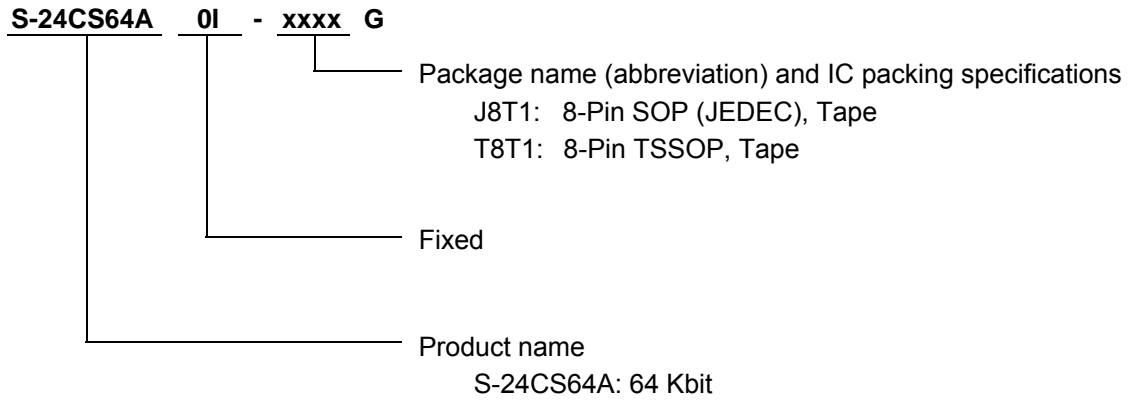 S-24CS64A 0I - xxxx G
Package name (abbreviation) and IC packing specifications
J8T1: 8-Pin SOP (JEDEC), Tape
T8T1: 8-Pin TSSOP, Tape
Fixed
Product name
S-24CS64A: 64 Kbit